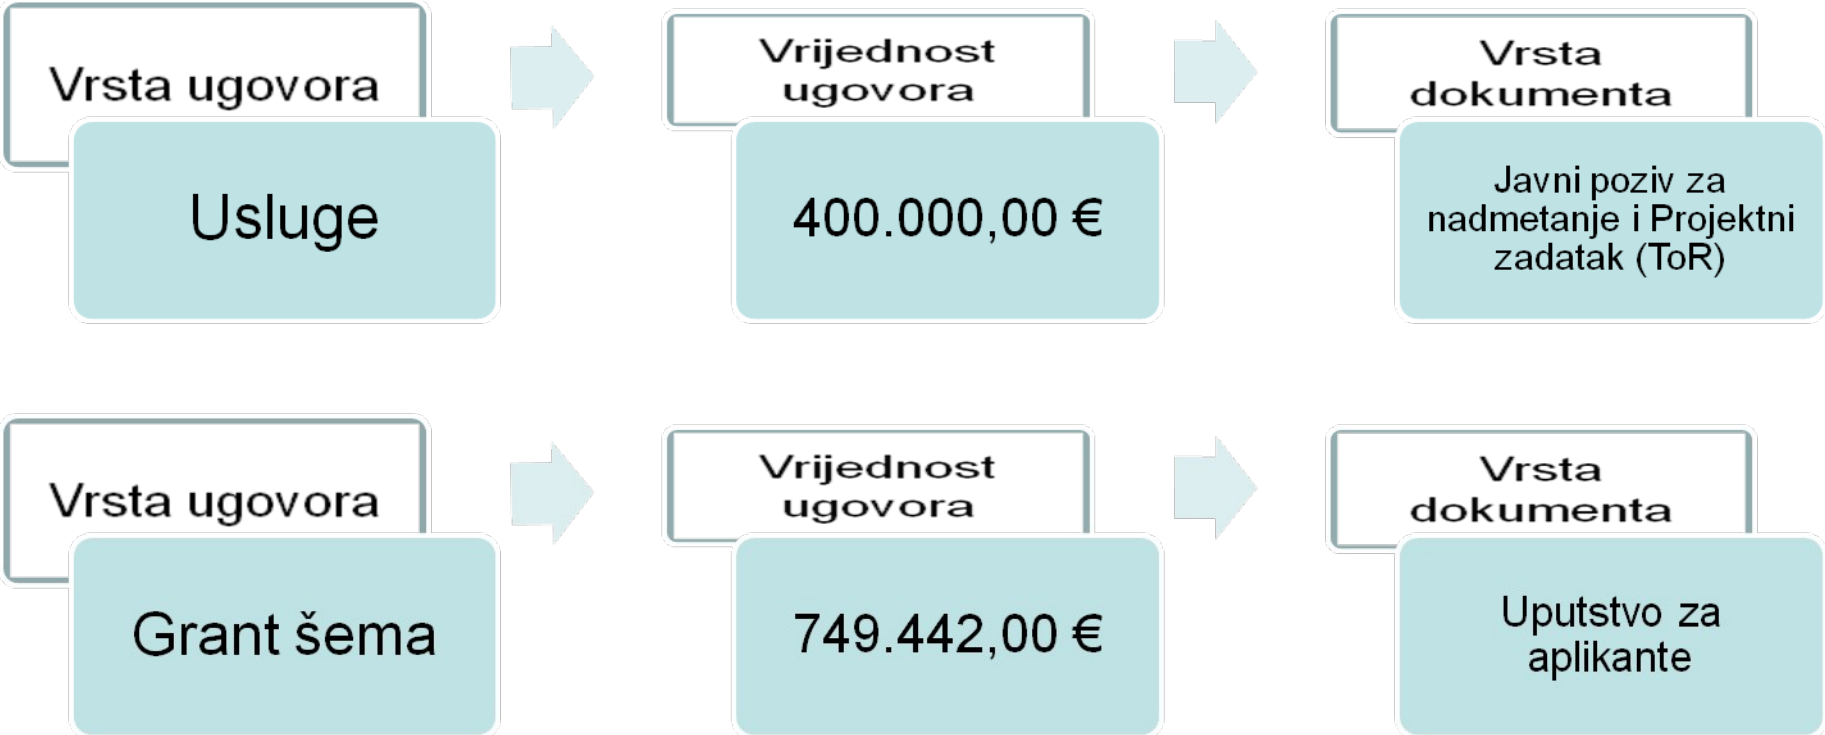 Vrsta ugovora
Usluge
Vrijednost
ugovora
400.000,00 €
Vrsta
dokumenta
Javni poziv za
nadmetanje i Projektni
zadatak (ToR)
Vrsta ugovora
Grant šema
Vrijednost
ugovora
749.442,00 €
Vrsta
dokumenta
Uputstvo za
aplikante